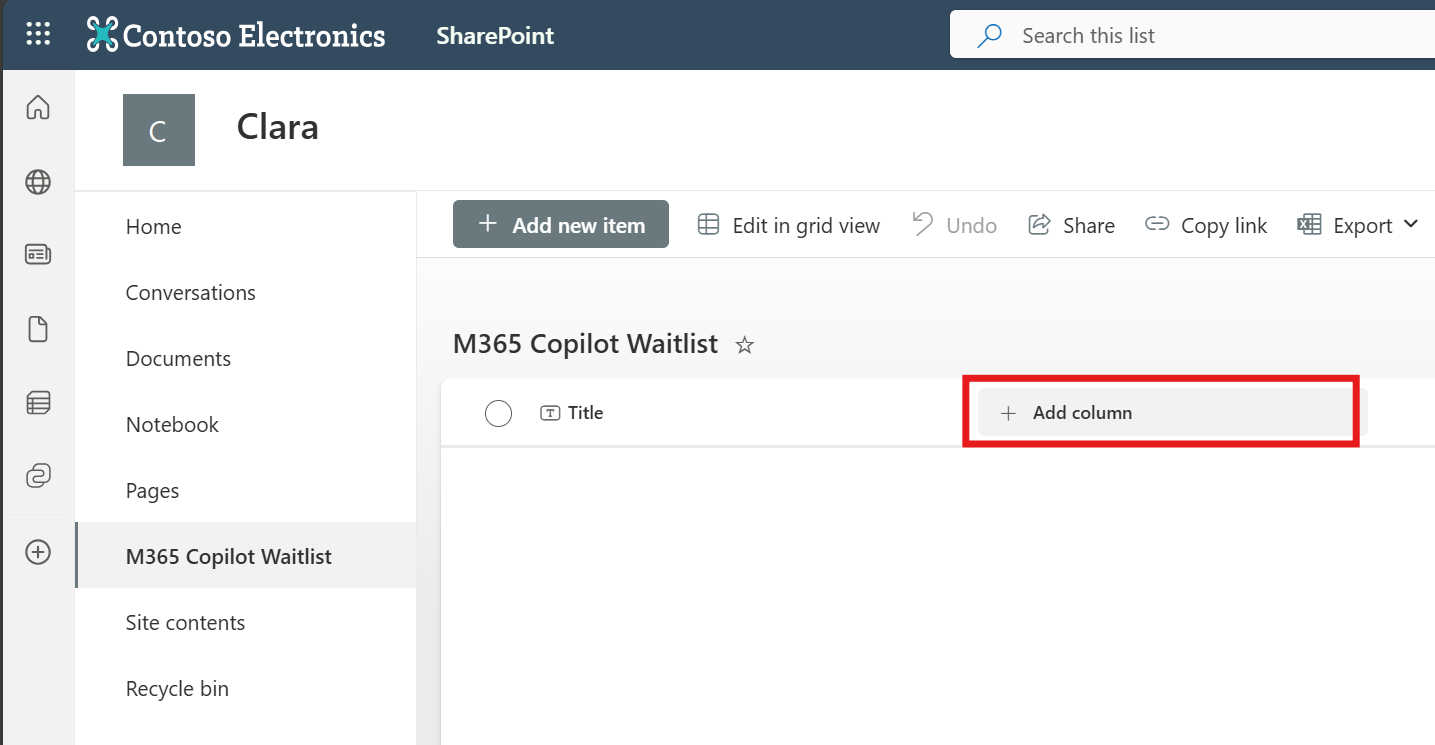 Contoso Electronics
SharePoint
Search this list
C
Clara
Home
Conversations
Documents
Notebook
Pages
M365 Copilot Waitlist
Site contents
Recycle bin
+ Add new item
Edit in grid view
Undo
Share
Copy link
Export
M365 Copilot Waitlist
Title
+ Add column